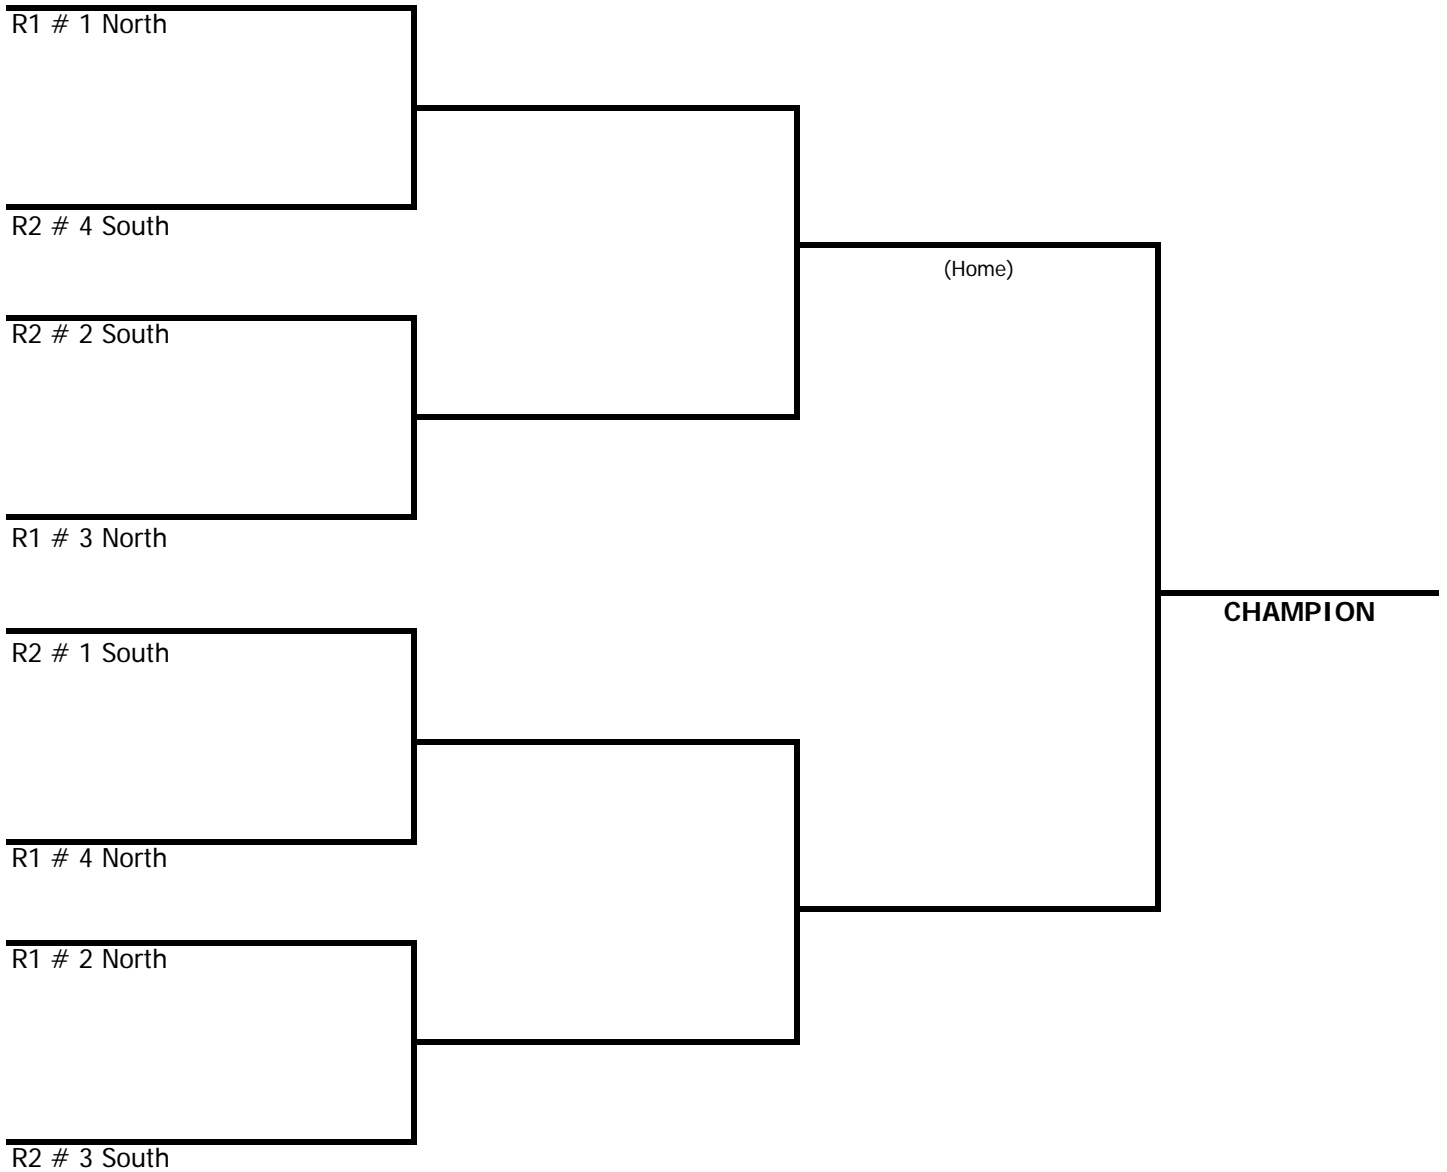 R1 # 1 North
R2 # 4 South
(Home)
R2 # 2 South
R1 # 3 North
CHAMPION
R2 # 1 South
R1 # 4 North
R1 # 2 North
R2 # 3 South